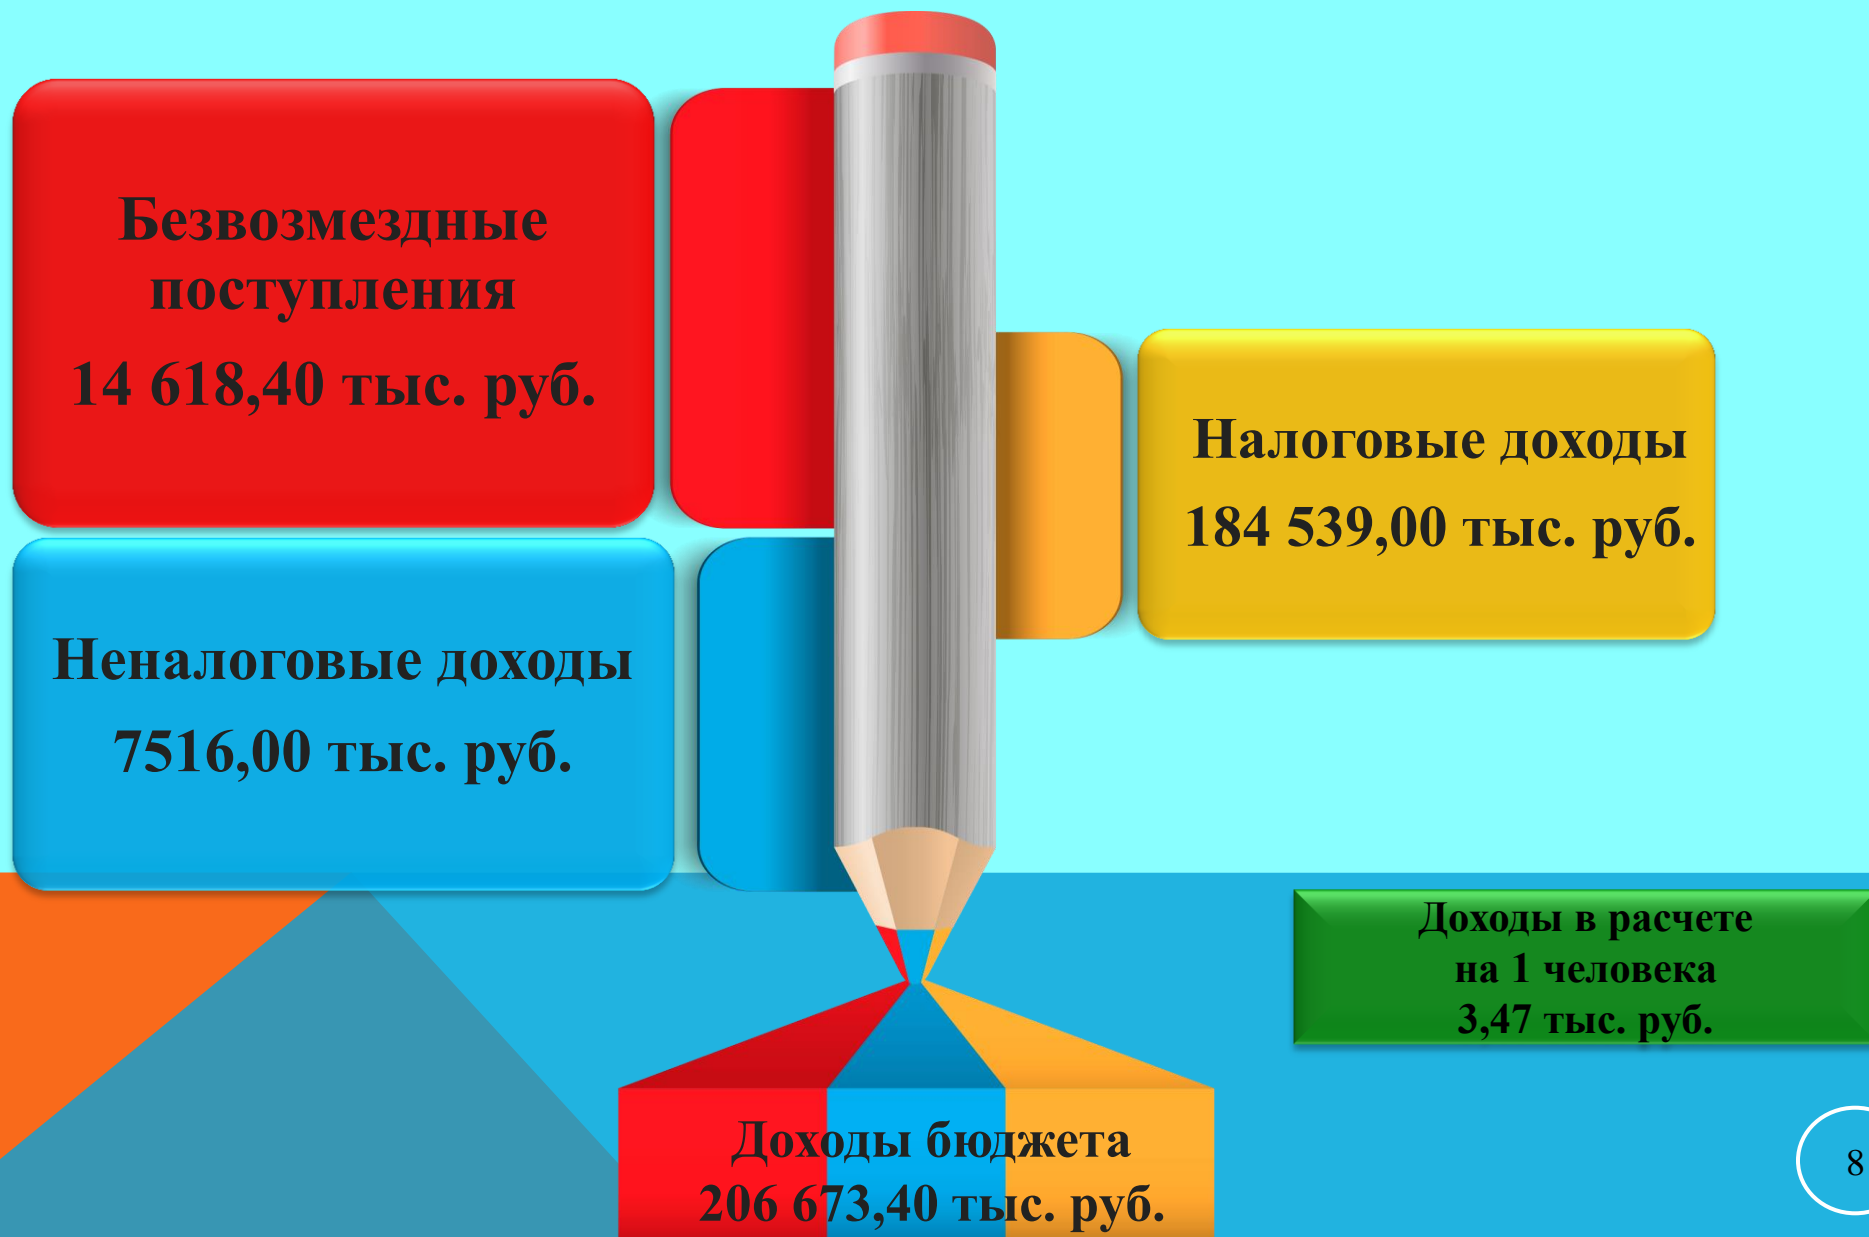 Безвозмездные
поступления
14 618,40 тыс. руб.
Налоговые доходы
184 539,00 тыс. руб.
Неналоговые доходы
7516,00 тыс. руб.
Доходы в расчете
на 1 человека
3,47 тыс. руб.
Доходы бюджета
206 673,40 тыс. руб.
8